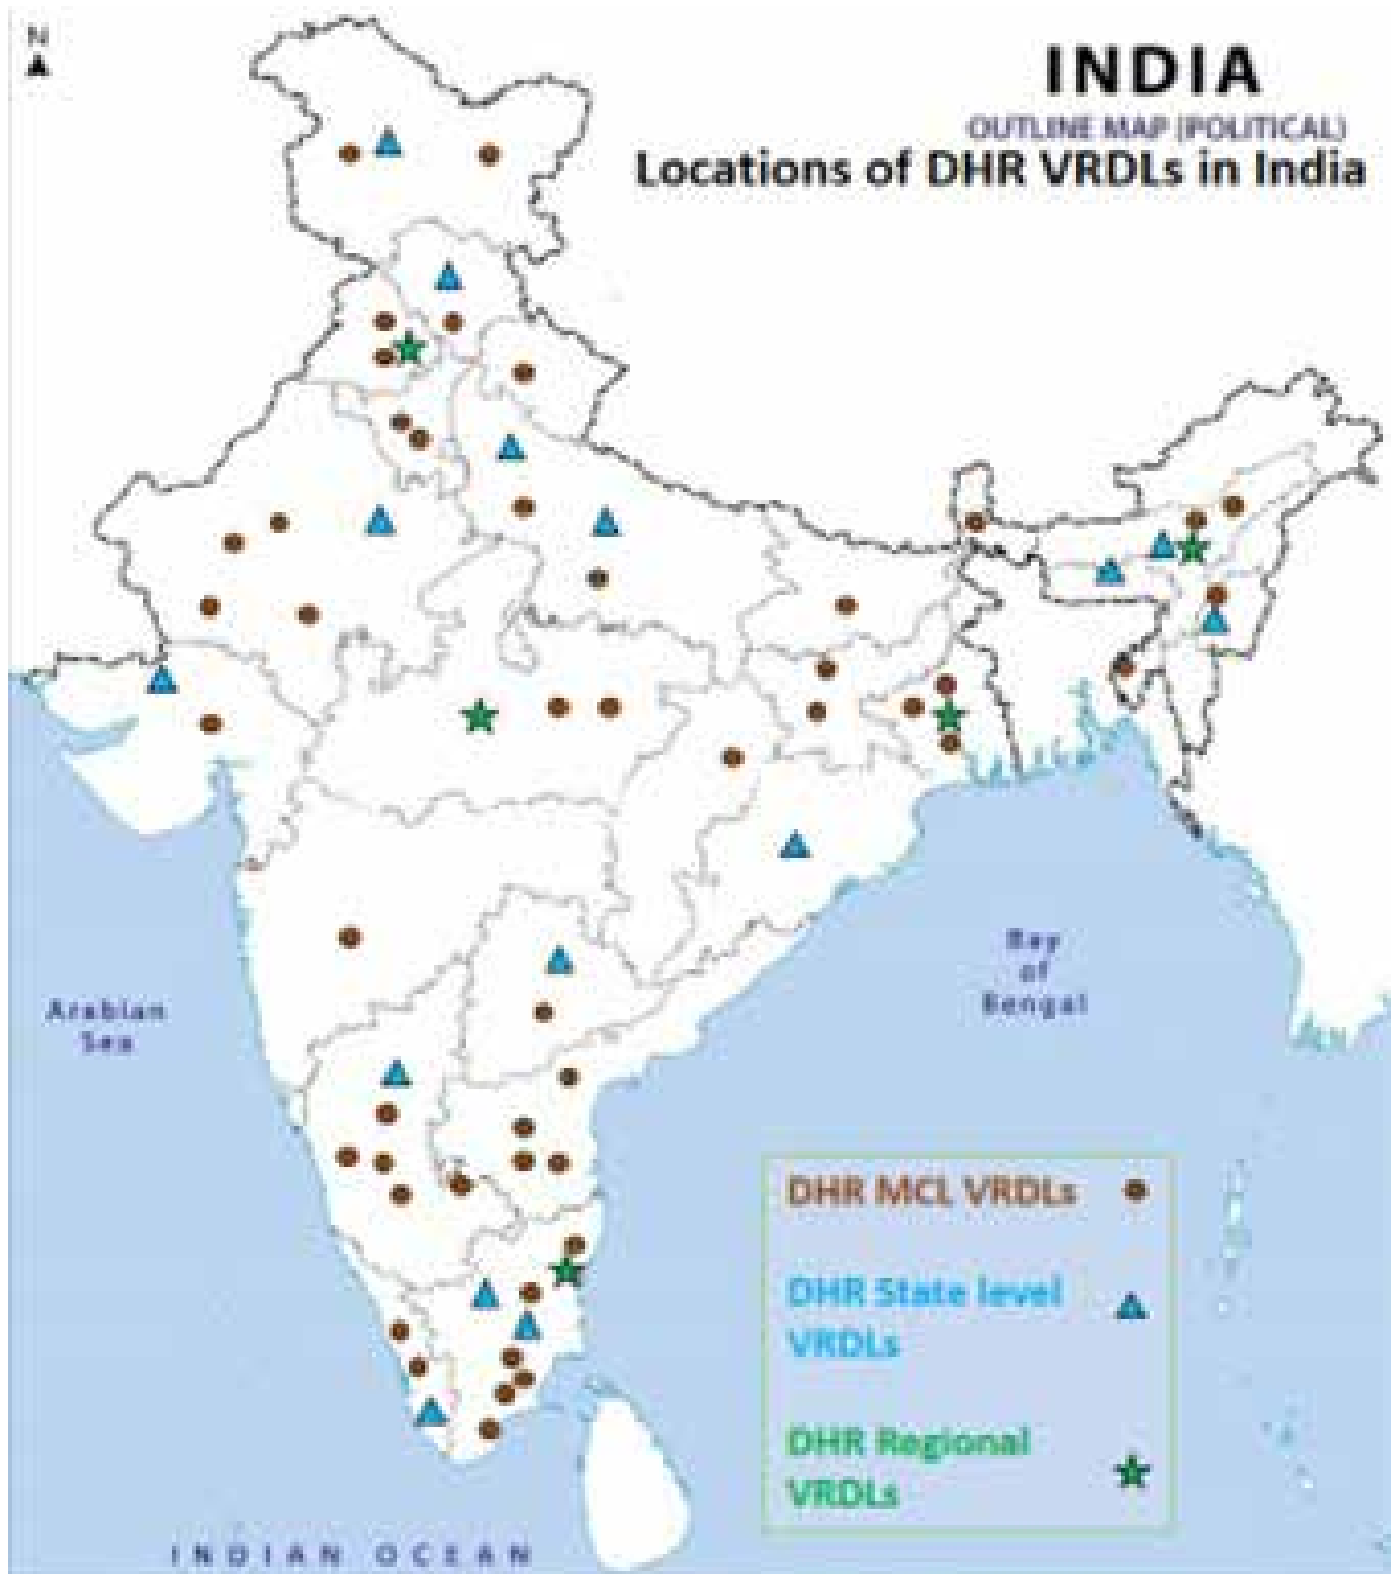 N
INDIA
OUTLINE MAP (POLITICAL)
Locations of DHR VRDLs in India
Arabian
Sea
Bay
of
Bengal
DHR MCL VRDLs
DHR State level
VRDLs
DHR Regional
VRDLs
INDIAN OCEAN